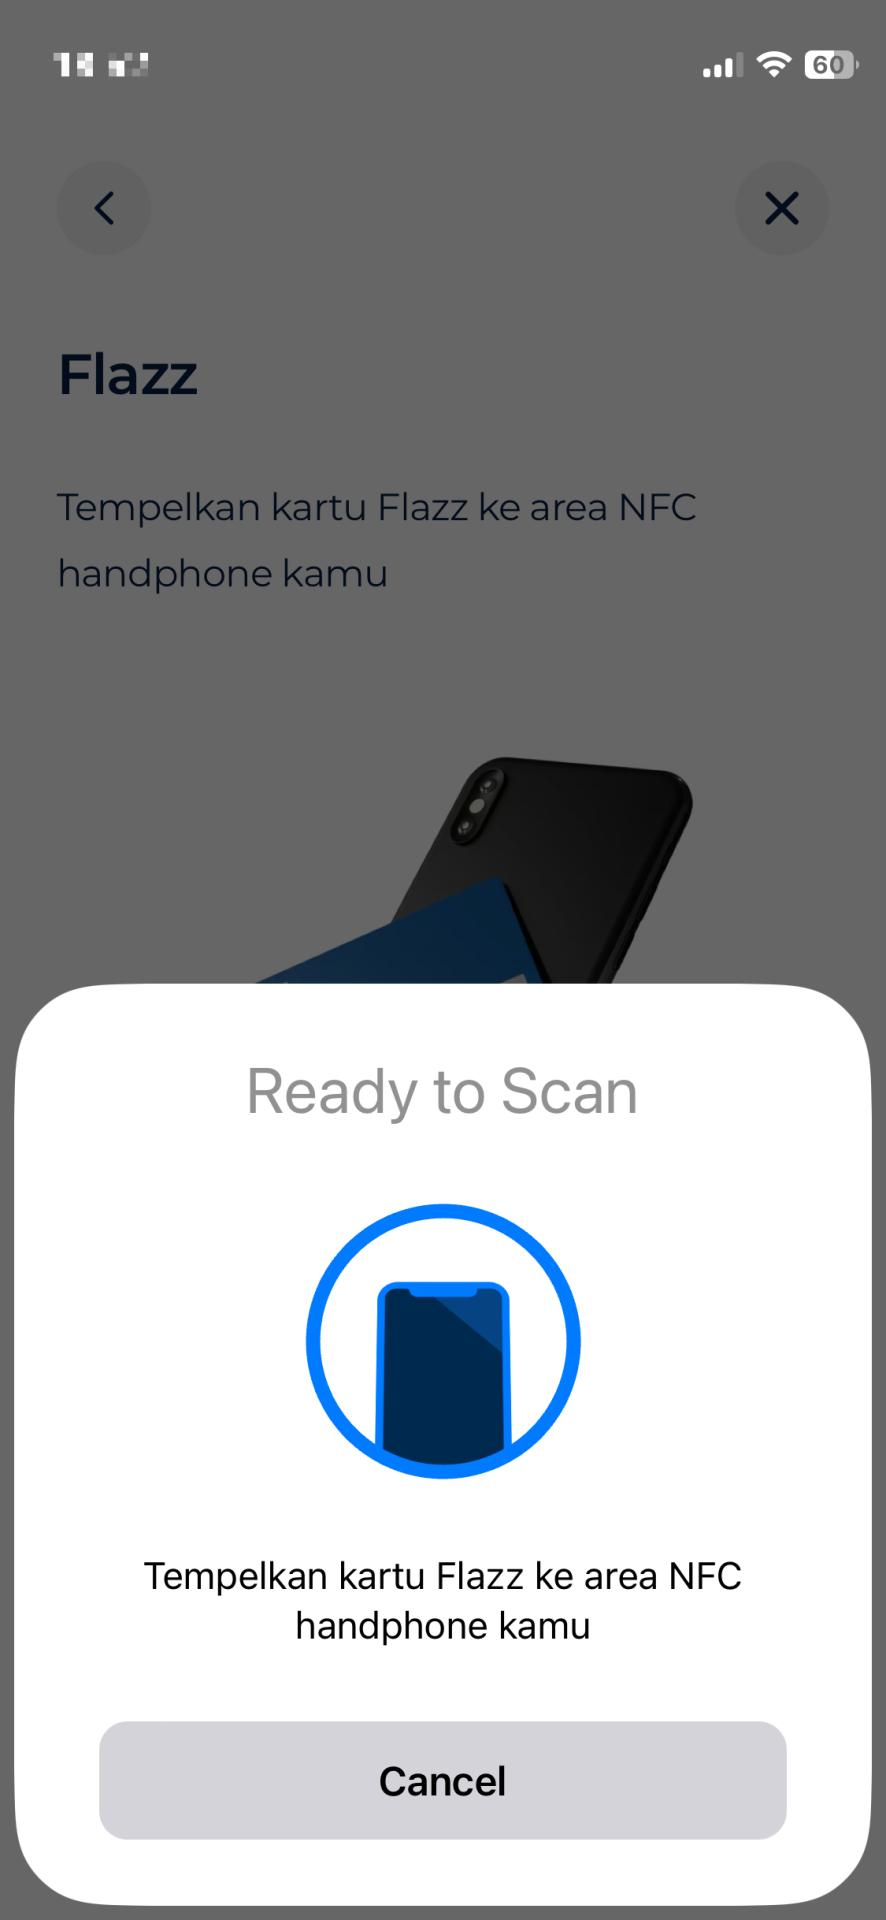 60
Flazz
Tempelkan kartu Flazz ke area NFC
handphone kamu
Ready to Scan
Tempelkan kartu Flazz ke area NFC
handphone kamu
Cancel